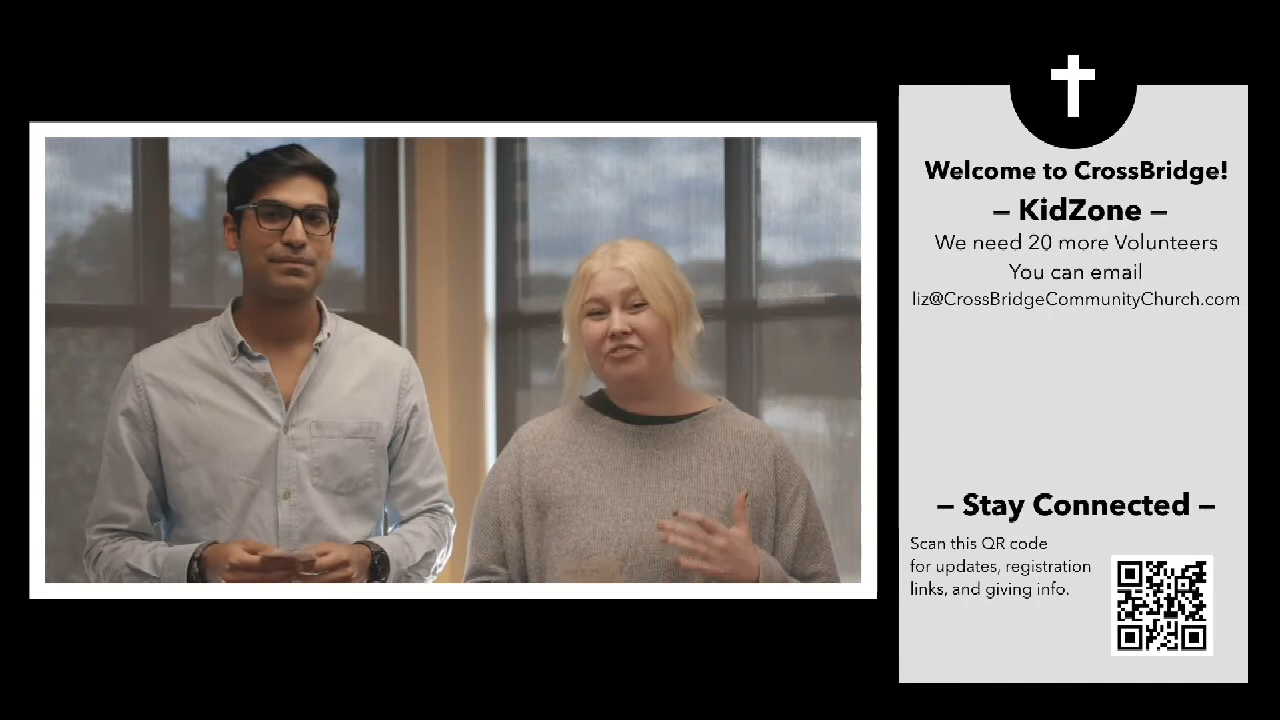 Welcome to CrossBridge!
– KidZone –
We need 20 more Volunteers
You can email
liz@CrossBridgeCommunityChurch.com
– Stay Connected –
Scan this QR code
for updates, registration
links, and giving info.